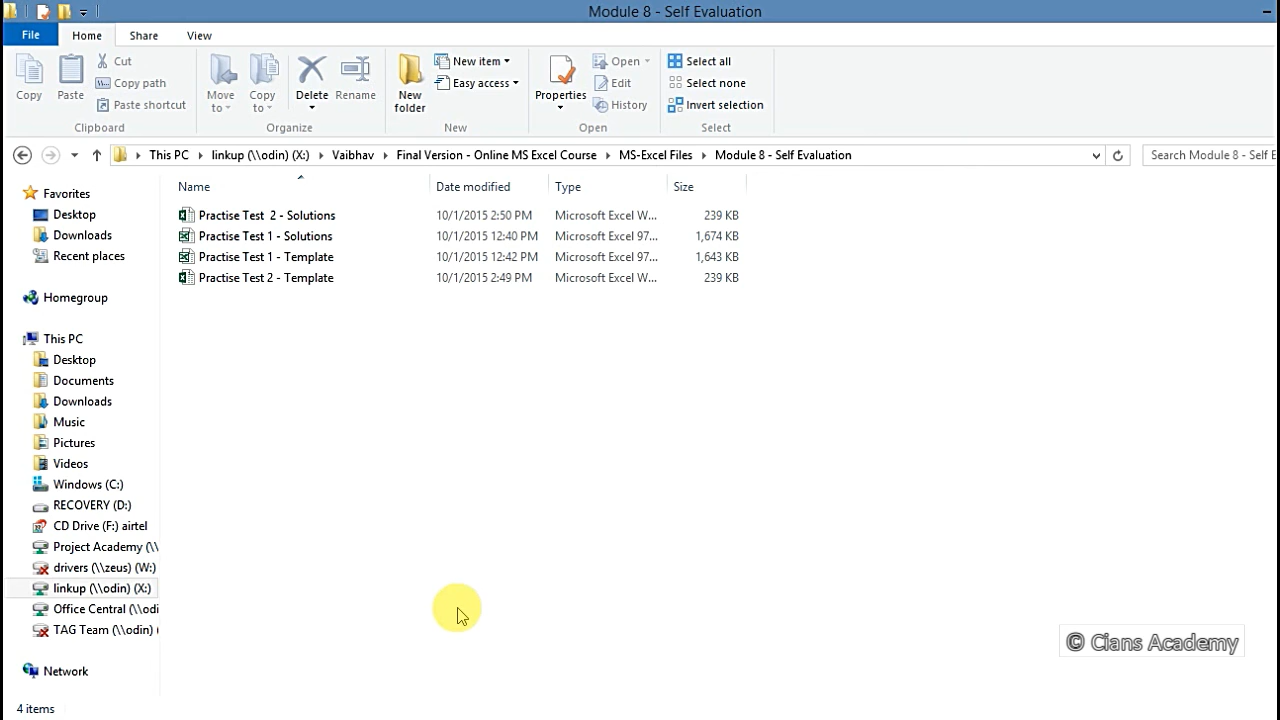 Module 8 - Self Evaluation
File
Home
Share
View
Copy
Paste
Cut
Copy path
Paste shortcut
Clipboard
Move to
Copy to
Delete
Rename
Organize
New folder
New item
Easy access
New
Properties
Open
Edit
History
Open
Select all
Select none
Invert selection
Select
This PC
linkup (\\odin) (X:)
Vaibhav
Final Version - Online MS Excel Course
MS-Excel Files
Module 8 - Self Evaluation
Search Module 8 - Self E
Name
Date modified
Type
Size
Practise Test  2 - Solutions 10/1/2015 2:50 PM Microsoft Excel W... 239 KB
Practise Test 1 - Solutions 10/1/2015 12:40 PM Microsoft Excel 97... 1,674 KB
Practise Test 1 - Template 10/1/2015 12:42 PM Microsoft Excel 97... 1,643 KB
Practise Test 2 - Template 10/1/2015 2:49 PM Microsoft Excel W... 239 KB
Favorites
Desktop
Downloads
Recent places
Homegroup
This PC
Desktop
Documents
Downloads
Music
Pictures
Videos
Windows (C:)
RECOVERY (D:)
CD Drive (F:) airtel
Project Academy (\\
drivers (\\zeus) (W:)
linkup (\\odin) (X:)
Office Central (\\odi
TAG Team (\\odin) (
Network
4 items
© Cians Academy